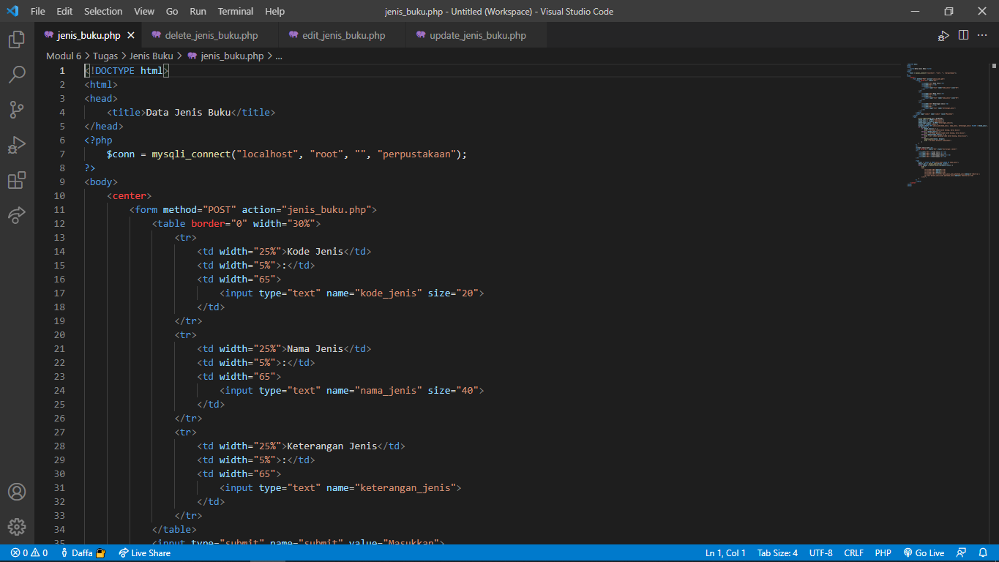 File Edit Selection View Go Run Terminal Help jenis_buku.php - Untitled (Workspace) - Visual Studio Code
jenis_buku.php delete_jenis_buku.php edit_jenis_buku.php update_jenis_buku.php
Modul 6 > Tugas > Jenis Buku > jenis_buku.php > ...
1 <!DOCTYPE html>
2 <html>
3 <head>
4 <title>Data Jenis Buku</title>
5 </head>
6 <?php
7 $conn = mysqli_connect("localhost", "root", "", "perpustakaan");
8 ?>
9 <body>
10 <center>
11 <form method="POST" action="jenis_buku.php">
12 <table border="0" width="30%">
13 <tr>
14 <td width="25%">Kode Jenis</td>
15 <td width="5%">:</td>
16 <td width="65">
17 <input type="text" name="kode_jenis" size="20">
18 </td>
19 </tr>
20 <tr>
21 <td width="25%">Nama Jenis</td>
22 <td width="5%">:</td>
23 <td width="65">
24 <input type="text" name="nama_jenis" size="40">
25 </td>
26 </tr>
27 <tr>
28 <td width="25%">Keterangan Jenis</td>
29 <td width="5%">:</td>
30 <td width="65">
31 <input type="text" name="keterangan_jenis">
32 </td>
33 </tr>
34 </table>
35 <input type="submit" name="submit" value="Masukkan">
0 0 Daffa Live Share Ln 1, Col 1 Tab Size: 4 UTF-8 CRLF PHP Go Live